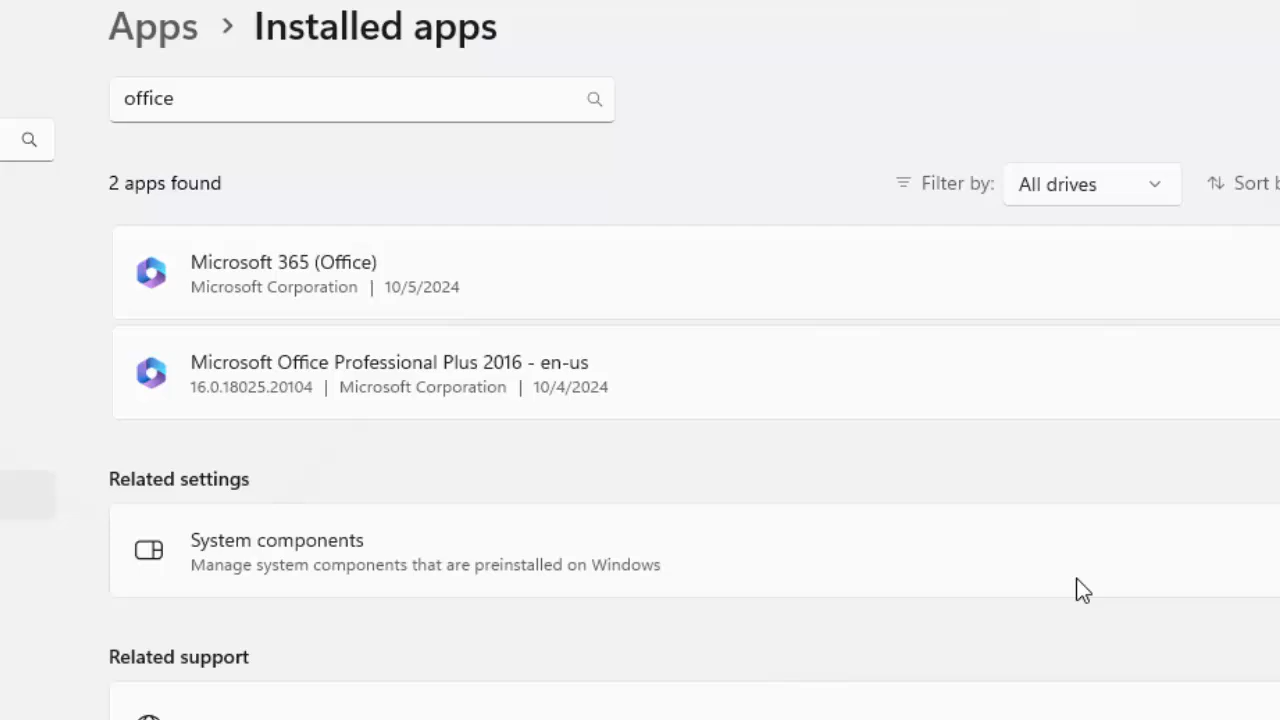 Apps > Installed apps
office
2 apps found
Filter by: All drives
Sort b
Microsoft 365 (Office)
Microsoft Corporation | 10/5/2024
Microsoft Office Professional Plus 2016 - en-us
16.0.18025.20104 | Microsoft Corporation | 10/4/2024
Related settings
System components
Manage system components that are preinstalled on Windows
Related support